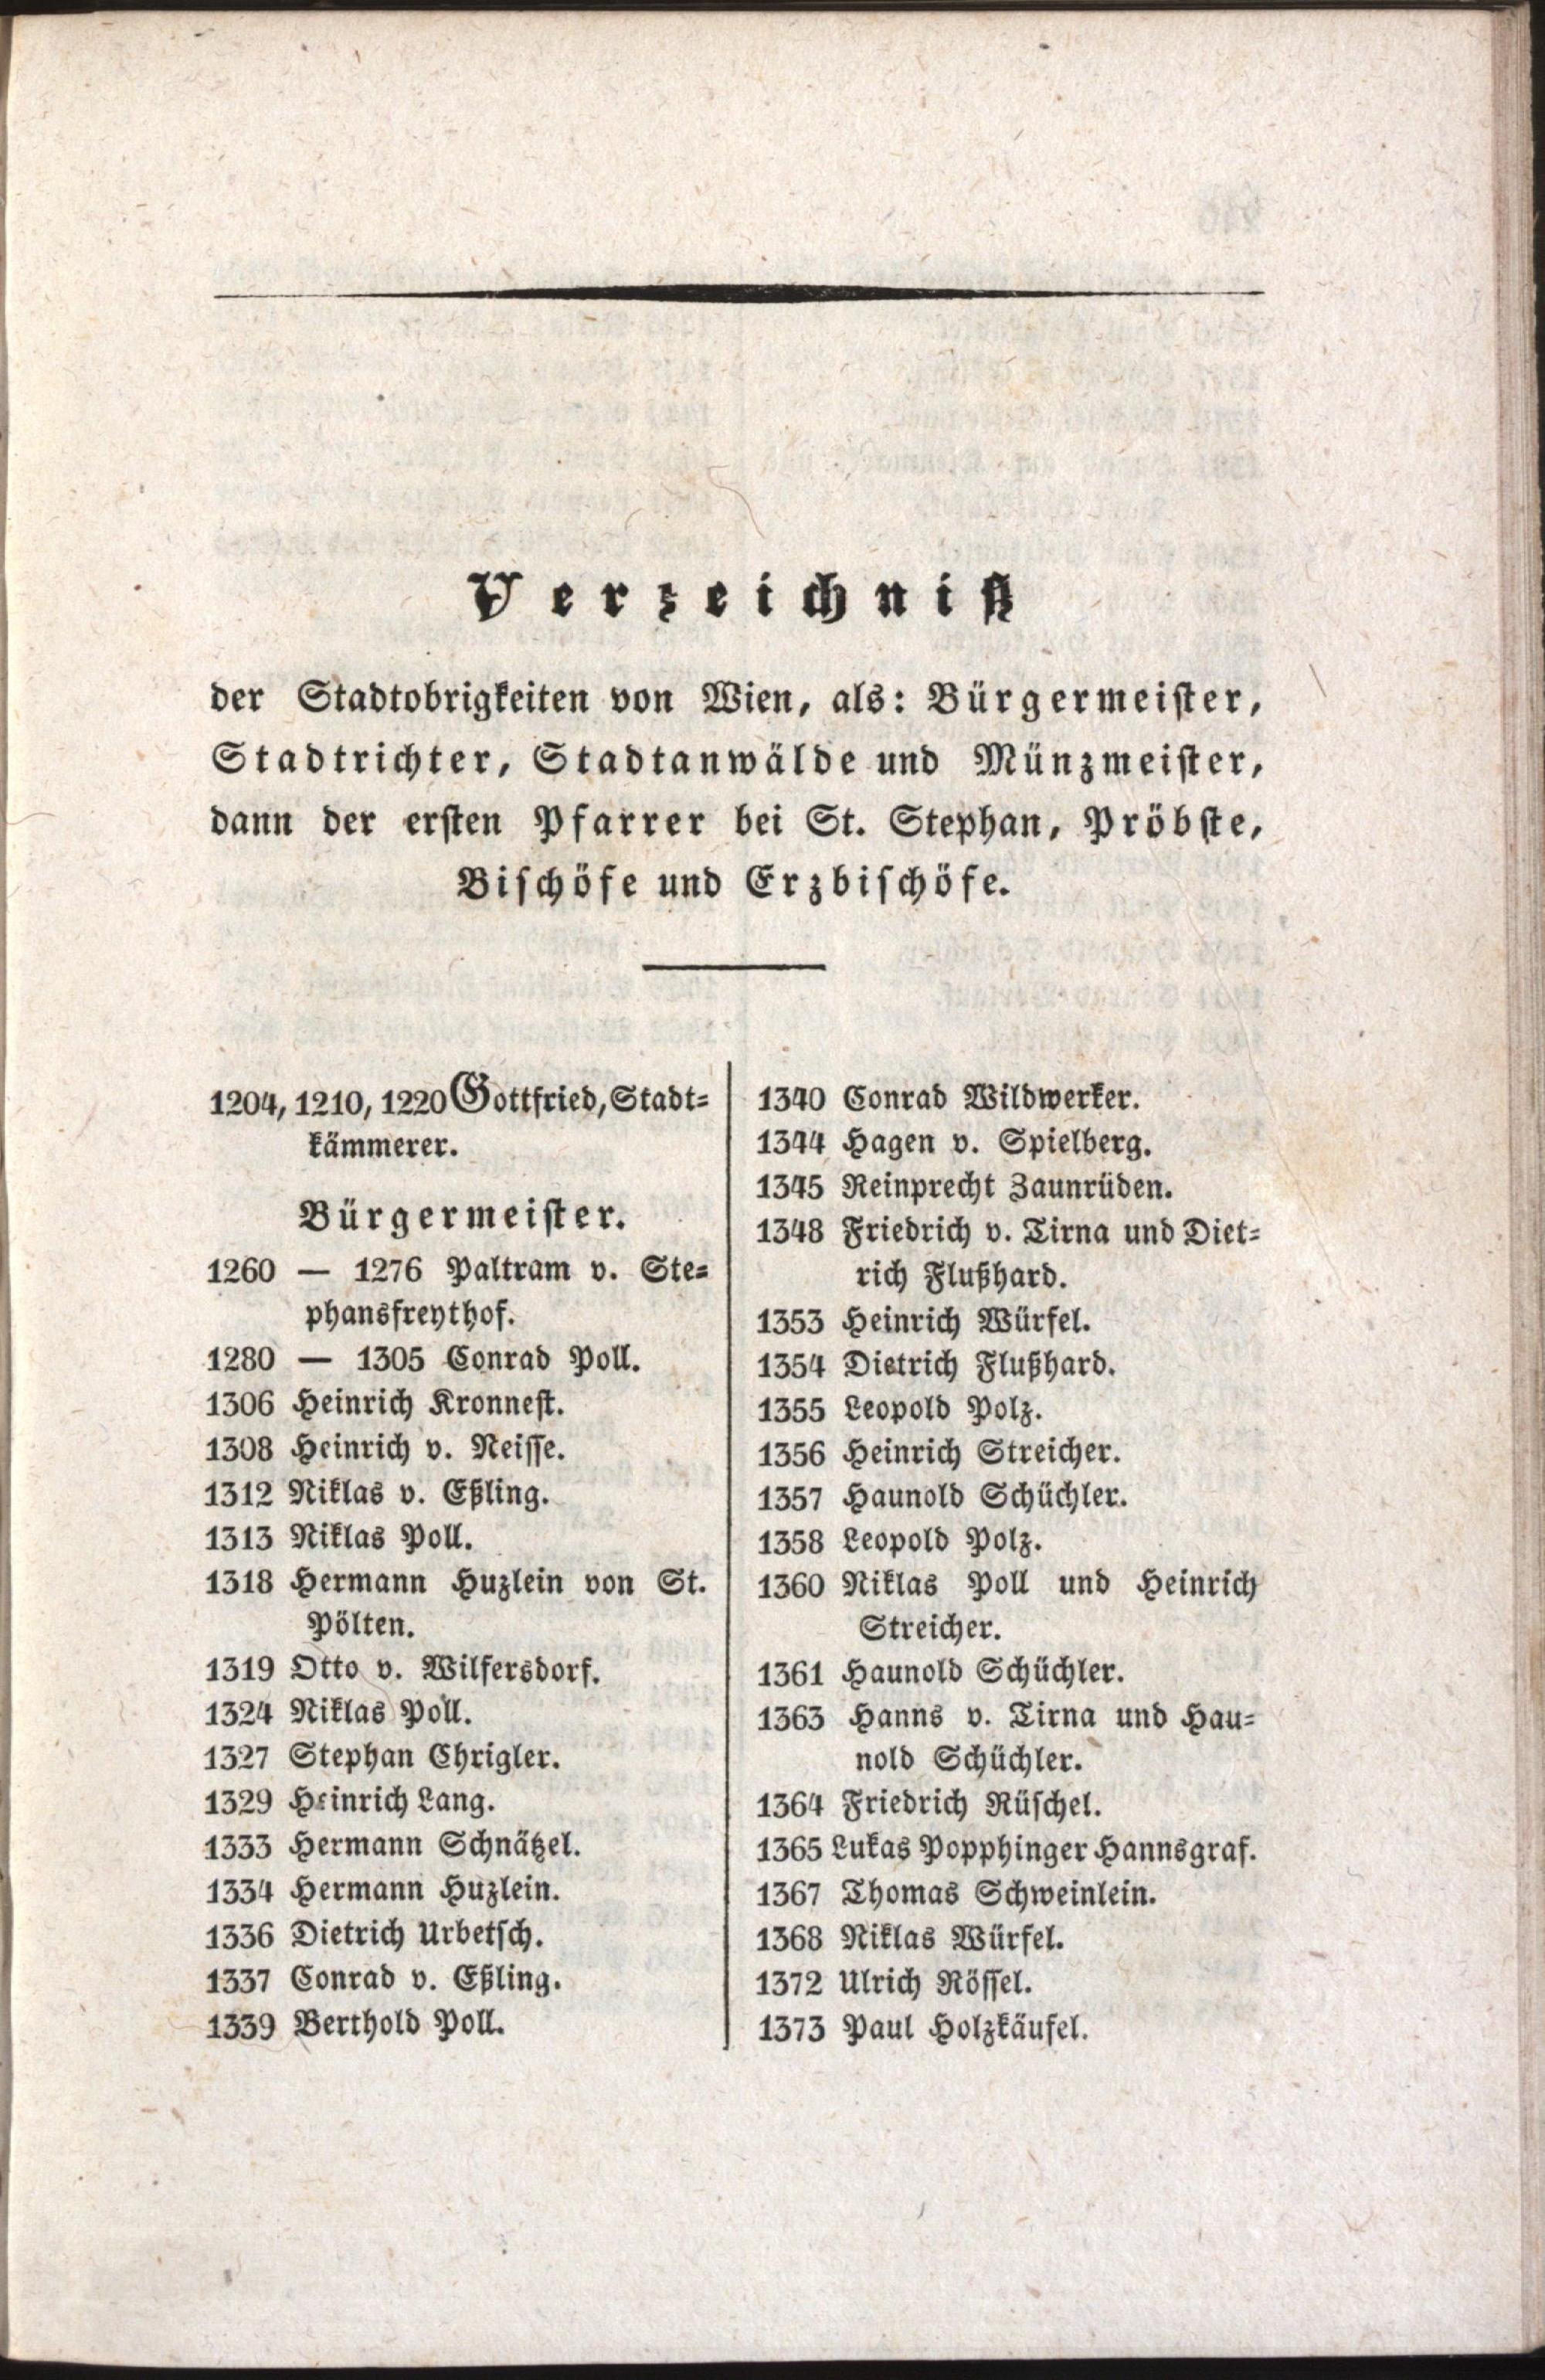 Verzeichniß
der Stadtobrigkeiten von Wien, als: Bürgermeister,
Stadtrichter, Stadtanwälde und Münzmeister,
dann der ersten Pfarrer bei St. Stephan, Pröbste,
Bischöfe und Erzbischöfe.
1204, 1210, 1220 Gottfried, Stadt=
kämmerer.
Bürgermeister.
1260 — 1276 Paltram v. Ste=
phansfreythof.
1280 — 1305 Conrad Poll.
1306 Heinrich Kronnest.
1308 Heinrich v. Neisse.
1312 Niklas v. Eßling.
1313 Niklas Poll.
1318 Hermann Huzlein von St.
Pölten.
1319 Otto v. Wilfersdorf.
1324 Niklas Poll.
1327 Stephan Chrigler.
1329 Heinrich Lang.
1333 Hermann Schnätzel.
1334 Hermann Huzlein.
1336 Dietrich Urbetsch.
1337 Conrad v. Eßling.
1339 Berthold Poll.
1340 Conrad Wildwerker.
1344 Hagen v. Spielberg.
1345 Reinprecht Zaunrüden.
1348 Friedrich v. Tirna und Diet=
rich Flußhard.
1353 Heinrich Würfel.
1354 Dietrich Flußhard.
1355 Leopold Polz.
1356 Heinrich Streicher.
1357 Haunold Schüchler.
1358 Leopold Polz.
1360 Niklas Poll und Heinrich
Streicher.
1361 Haunold Schüchler.
1363 Hanns v. Tirna und Hau=
nold Schüchler.
1364 Friedrich Rüschel.
1365 Lukas Popphinger Hannsgraf.
1367 Thomas Schweinlein.
1368 Niklas Würfel.
1372 Ulrich Rössel.
1373 Paul Holzkäufel.